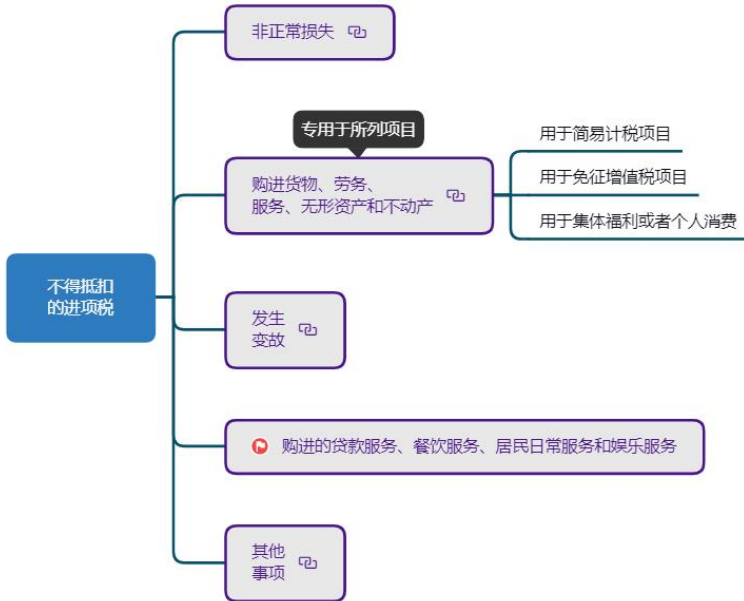 非正常损失
专用于所列项目
用于简易计税项目
购进货物、劳务、
服务、无形资产和不动产
用于免征增值税项目
用于集体福利或者个人消费
不得抵扣
的进项税
发生
变故
购进的贷款服务、餐饮服务、居民日常服务和娱乐服务
其他
事项